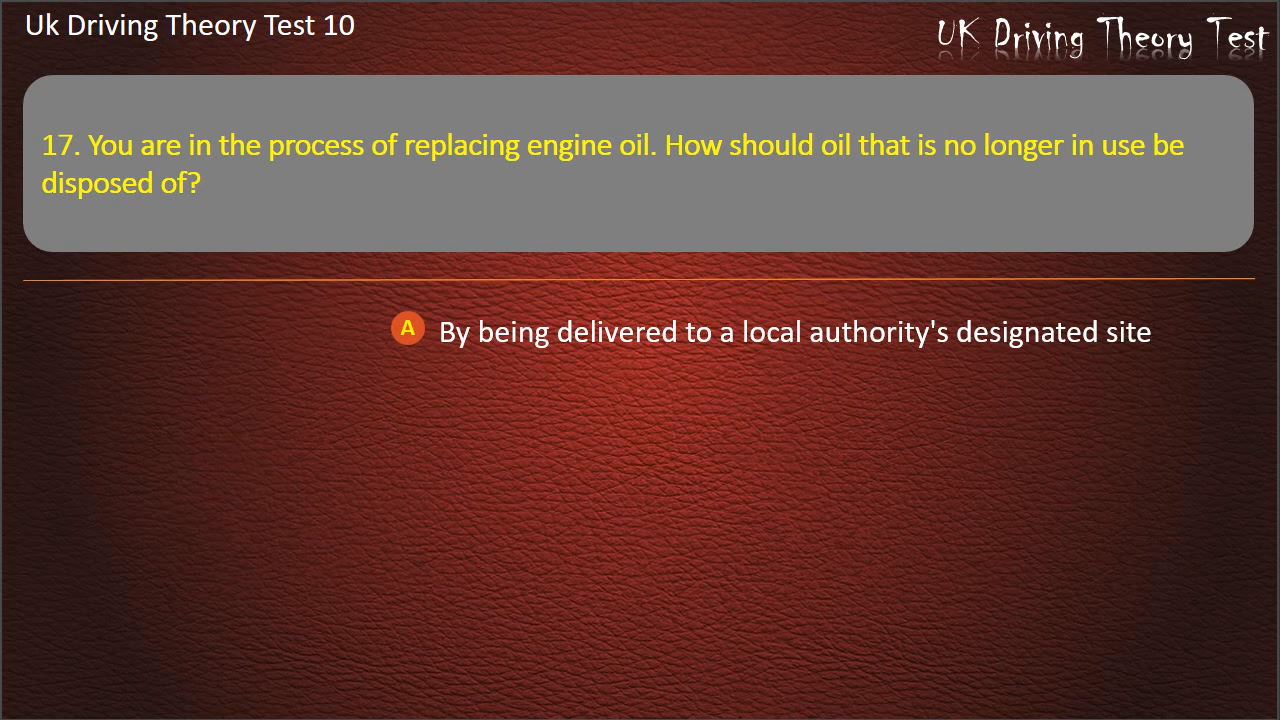 Uk Driving Theory Test 10
UK Driving Theory Test
17. You are in the process of replacing engine oil. How should oil that is no longer in use be
disposed of?
A By being delivered to a local authority's designated site